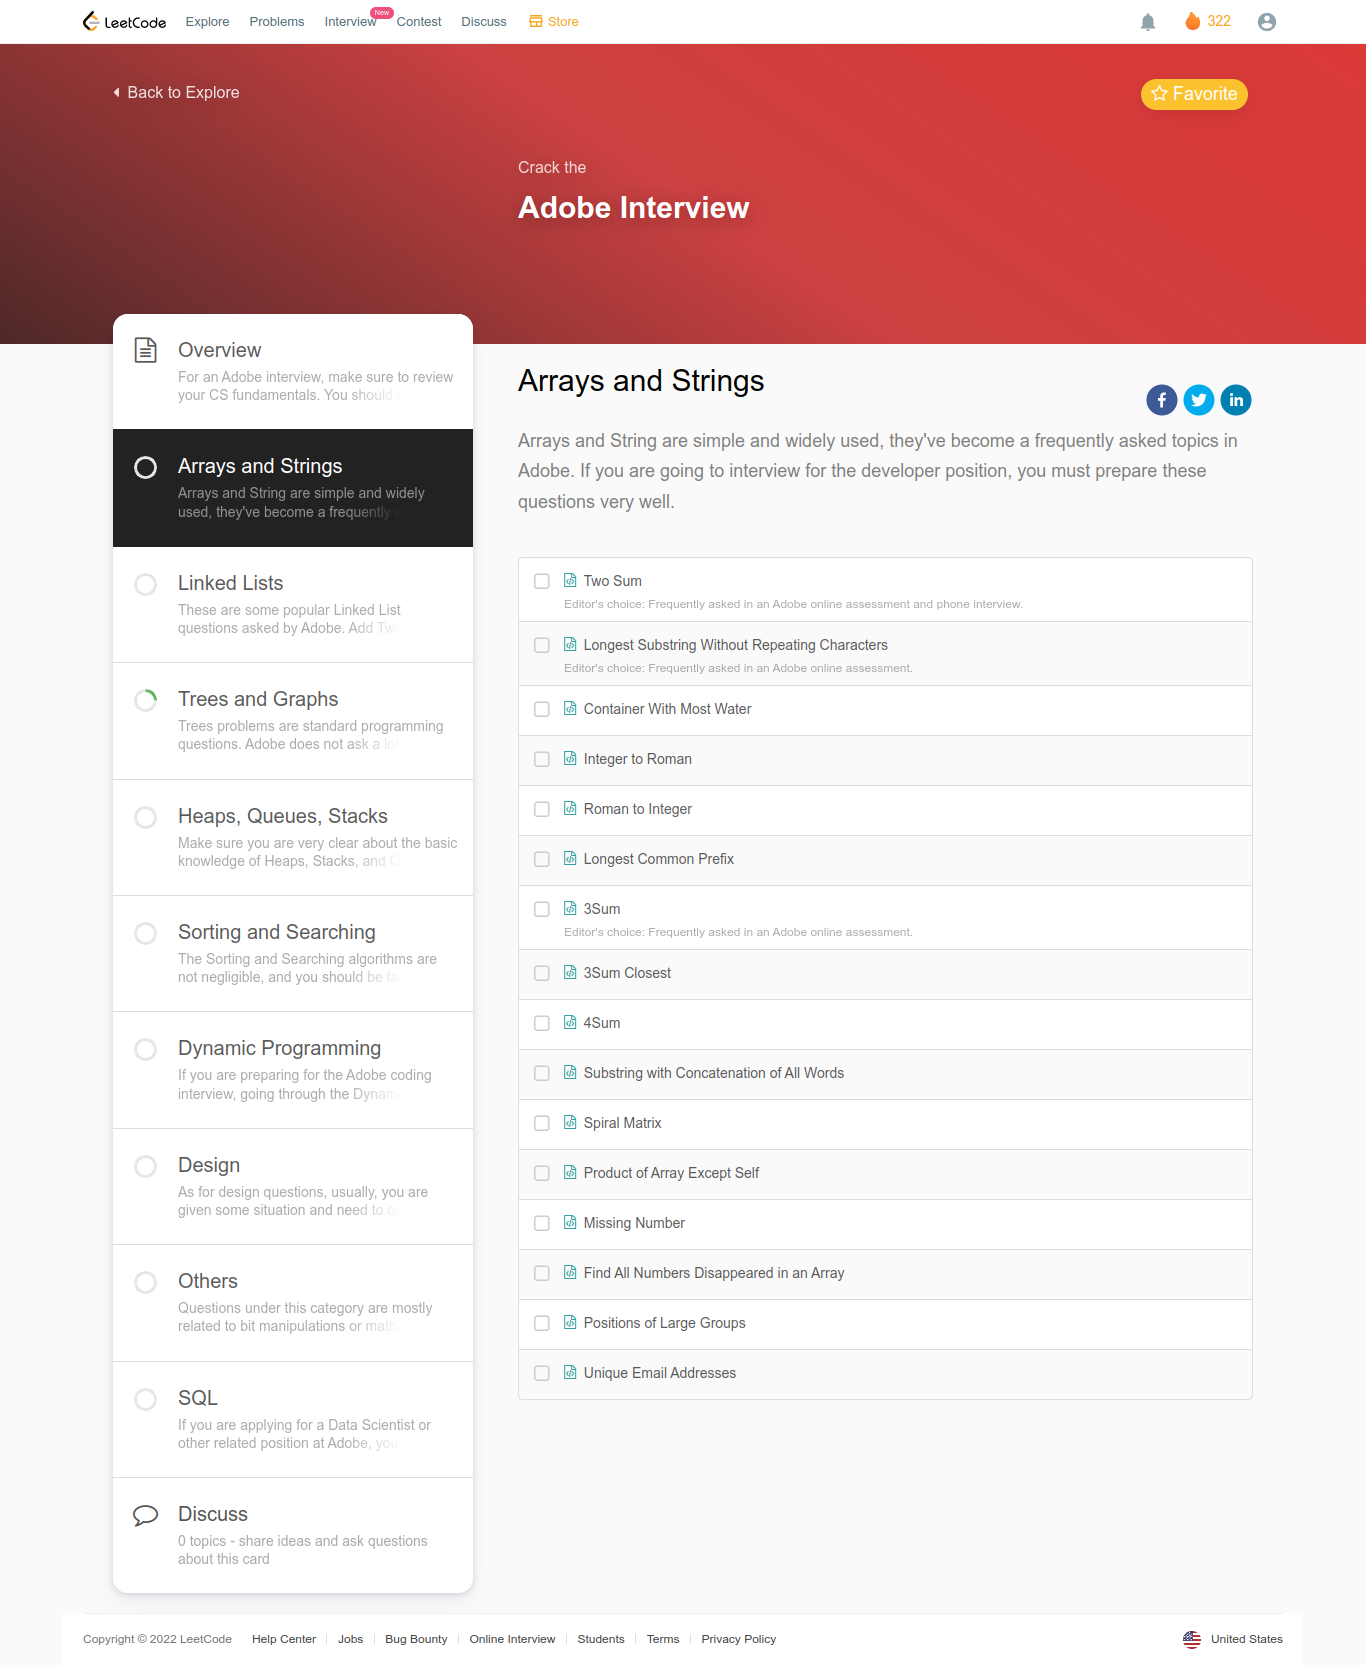 LeetCode Explore Problems Interview New Contest Discuss Store 322
Back to Explore
Favorite
Crack the
Adobe Interview
Overview
For an Adobe interview, make sure to review
your CS fundamentals. You should
Arrays and Strings
Arrays and String are simple and widely
used, they've become a frequently
Linked Lists
These are some popular Linked List
questions asked by Adobe. Add Two
Trees and Graphs
Trees problems are standard programming
questions. Adobe does not ask a lot
Heaps, Queues, Stacks
Make sure you are very clear about the basic
knowledge of Heaps, Stacks, and
Sorting and Searching
The Sorting and Searching algorithms are
not negligible, and you should be
Dynamic Programming
If you are preparing for the Adobe coding
interview, going through the
Design
As for design questions, usually, you are
given some situation and need to
Others
Questions under this category are mostly
related to bit manipulations or math
SQL
If you are applying for a Data Scientist or
other related position at Adobe, you
Discuss
0 topics - share ideas and ask questions
about this card
Arrays and Strings
Arrays and String are simple and widely used, they've become a frequently asked topics in
Adobe. If you are going to interview for the developer position, you must prepare these
questions very well.
Two Sum
Editor's choice: Frequently asked in an Adobe online assessment and phone interview.
Longest Substring Without Repeating Characters
Editor's choice: Frequently asked in an Adobe online assessment.
Container With Most Water
Integer to Roman
Roman to Integer
Longest Common Prefix
3Sum
Editor's choice: Frequently asked in an Adobe online assessment.
3Sum Closest
4Sum
Substring with Concatenation of All Words
Spiral Matrix
Product of Array Except Self
Missing Number
Find All Numbers Disappeared in an Array
Positions of Large Groups
Unique Email Addresses
Copyright © 2022 LeetCode Help Center Jobs Bug Bounty Online Interview Students Terms Privacy Policy United States